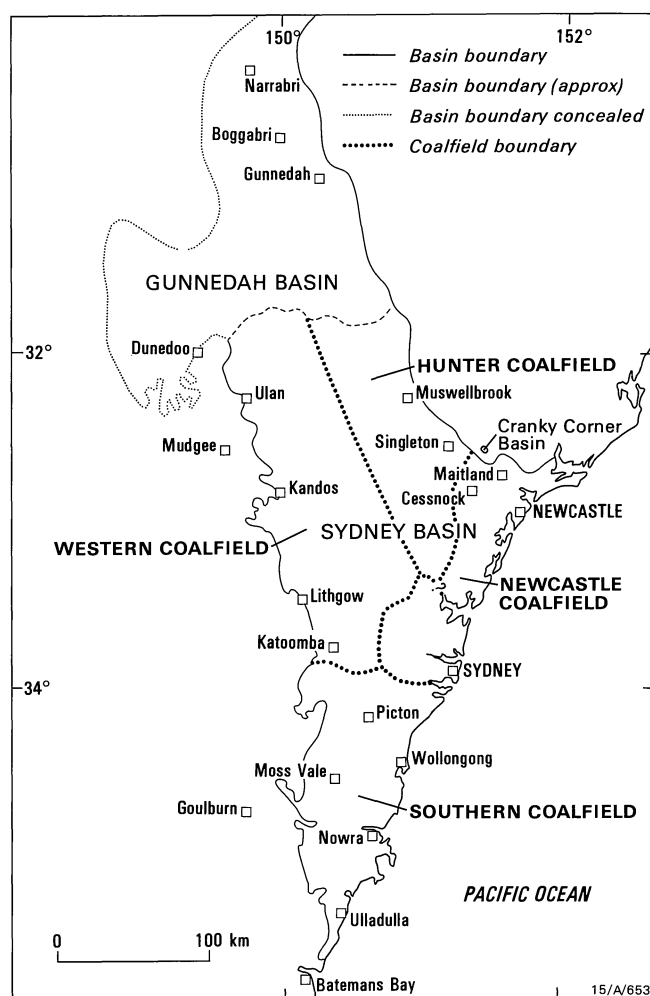 150°
152°
Basin boundary
Basin boundary (approx)
Basin boundary concealed
Coalfield boundary
Narrabri
Boggabri
Gunnedah
GUNNEDAH BASIN
Dunedoo
32°
HUNTER COALFIELD
Ulan
Muswellbrook
Cranky Corner
Basin
Singleton
Mudgee
Maitland
Kandos
Cessnock
NEWCASTLE
SYDNEY BASIN
WESTERN COALFIELD
NEWCASTLE
COALFIELD
Lithgow
Katoomba
SYDNEY
34°
Picton
Wollongong
Moss Vale
Goulburn
SOUTHERN COALFIELD
Nowra
PACIFIC OCEAN
Ulladulla
0
100 km
Batemans Bay
15/A/653